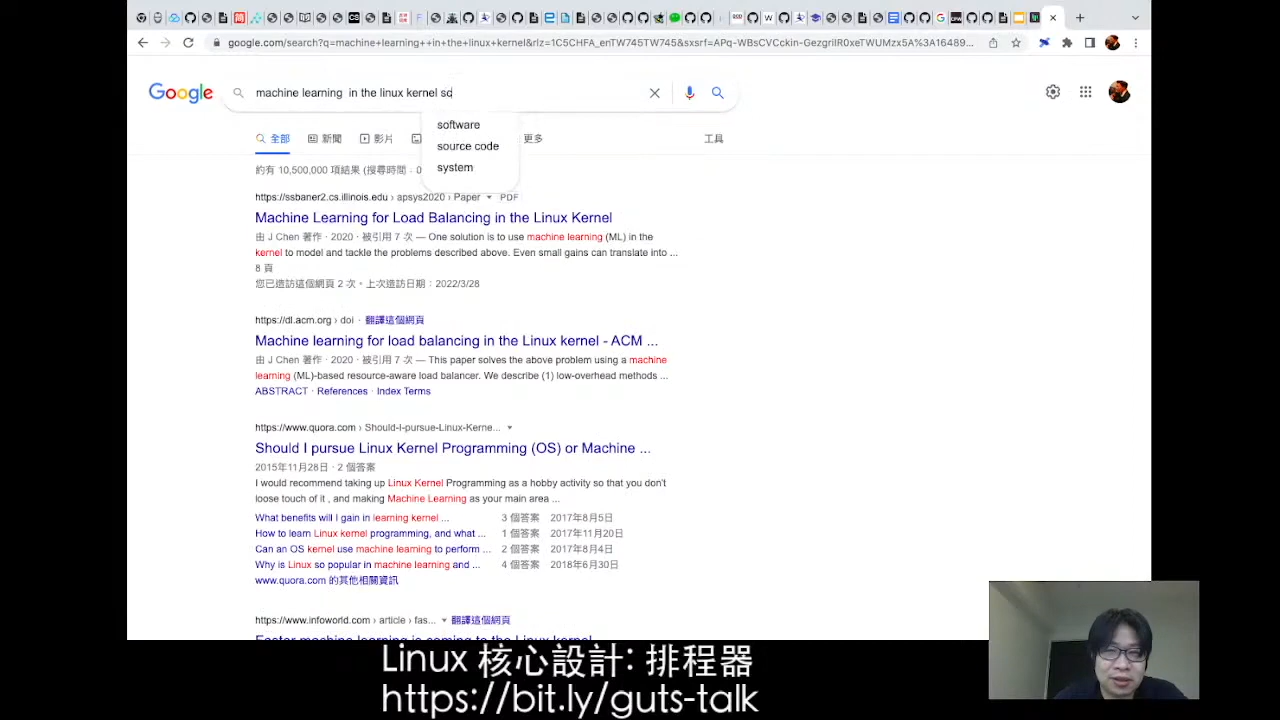 google.com/search?q=machine+learning++in+the+linux+kernel&rlz=1C5CHFA_enTW745TW745&sxsrf=APq-WBsCVCckin-GezgriIR0xeTWUMzx5A%3A16489...
Google
machine learning  in the linux kernel sc
software
source code
system
全部 新聞 影片 更多 工具
約有 10,500,000 項結果 (搜尋時間：0
https://ssbaner2.cs.illinois.edu › apsys2020 › Paper PDF
Machine Learning for Load Balancing in the Linux Kernel
由 J Chen 著作 · 2020 · 被引用 7 次 — One solution is to use machine learning (ML) in the
kernel to model and tackle the problems described above. Even small gains can translate into ...
8 頁
您已造訪這個網頁 2 次。上次造訪日期：2022/3/28
https://dl.acm.org › doi · 翻譯這個網頁
Machine learning for load balancing in the Linux kernel - ACM ...
由 J Chen 著作 · 2020 · 被引用 7 次 — This paper solves the above problem using a machine
learning (ML)-based resource-aware load balancer. We describe (1) low-overhead methods ...
ABSTRACT · References · Index Terms
https://www.quora.com › Should-I-pursue-Linux-Kerne...
Should I pursue Linux Kernel Programming (OS) or Machine ...
2015年11月28日 · 2 個答案
I would recommend taking up Linux Kernel Programming as a hobby activity so that you don't
loose touch of it , and making Machine Learning as your main area ...
What benefits will I gain in learning kernel ... 3 個答案 2017年8月5日
How to learn Linux kernel programming, and what ... 1 個答案 2017年11月20日
Can an OS kernel use machine learning to perform ... 2 個答案 2017年8月4日
Why is Linux so popular in machine learning and ... 4 個答案 2018年6月30日
www.quora.com 的其他相關資訊
https://www.infoworld.com › article › fas... 翻譯這個網頁
Faster machine learning is coming to the Linux kernel
Linux 核心設計: 排程器
https://bit.ly/guts-talk